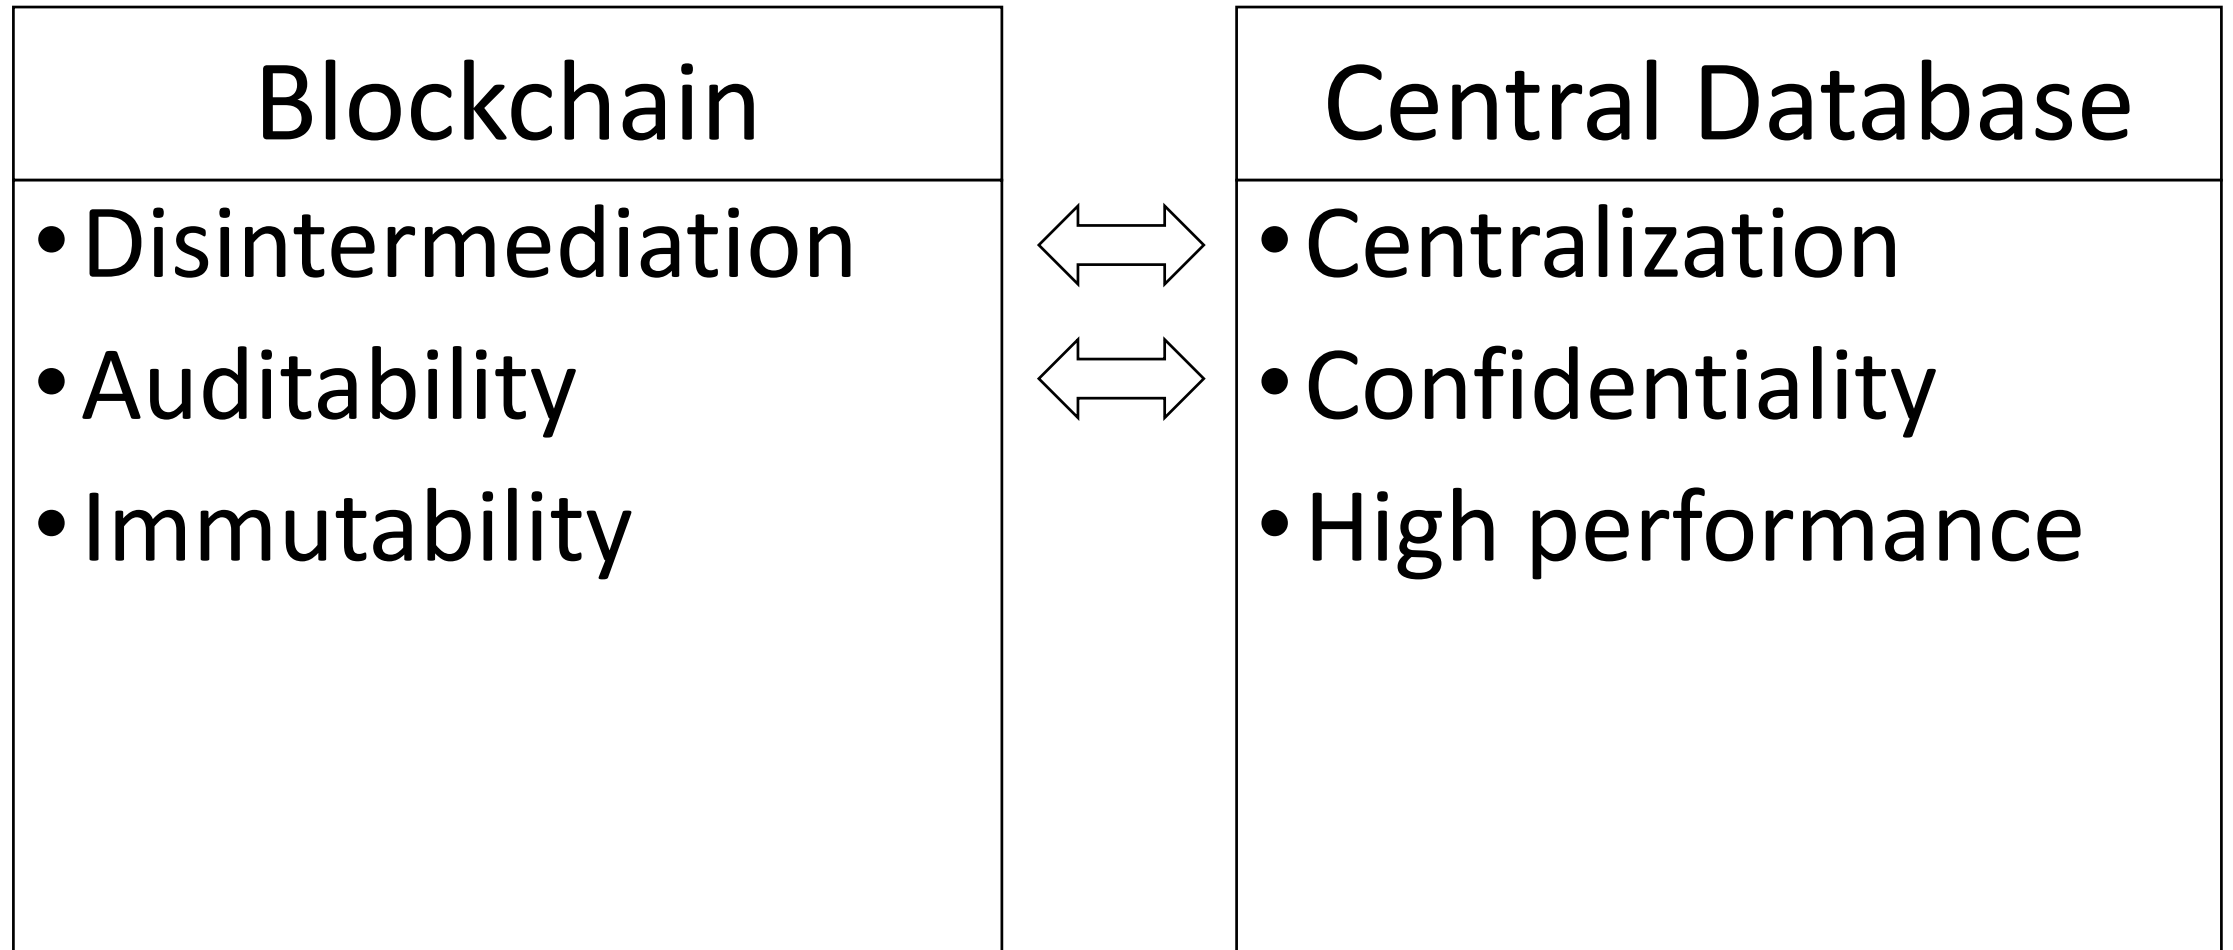 Blockchain
• Disintermediation
• Auditability
• Immutability
Central Database
• Centralization
• Confidentiality
• High performance